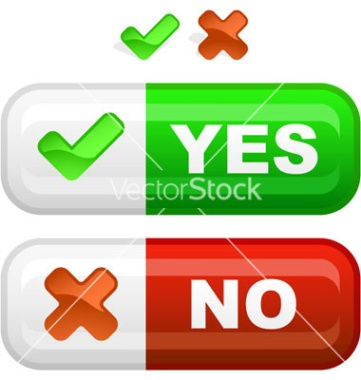 YES
VectorStock
NO